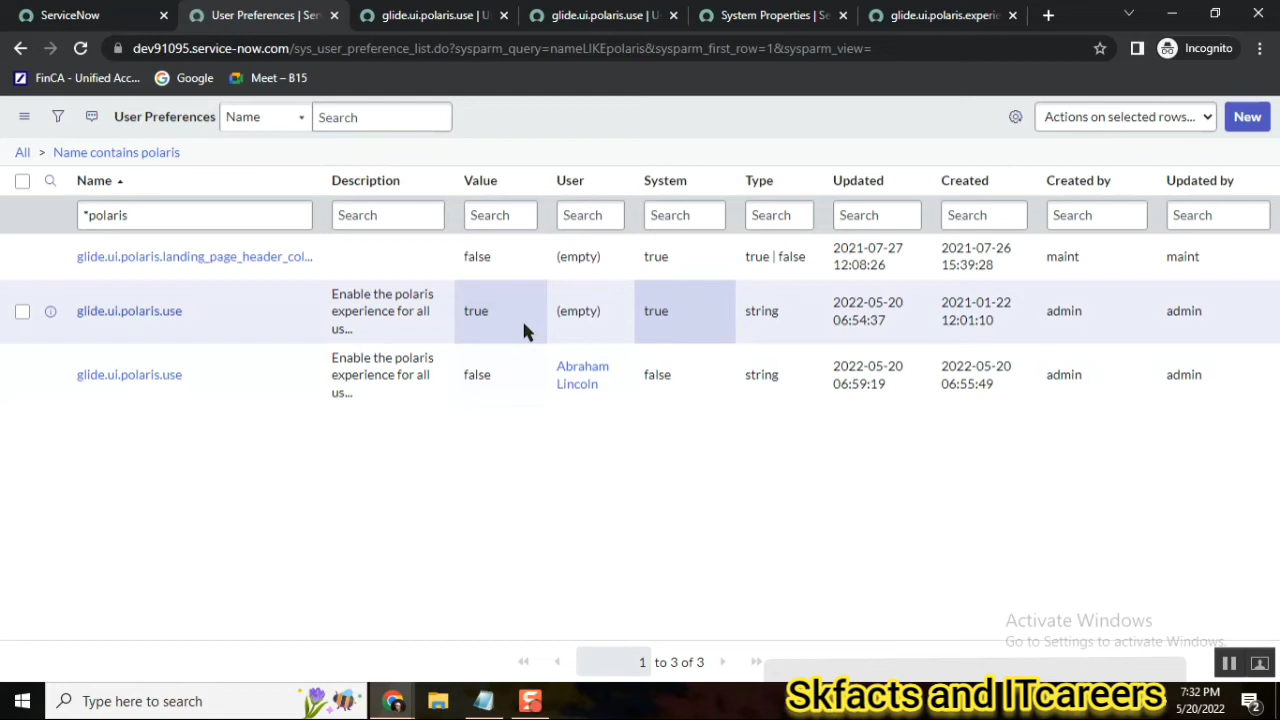 ServiceNow
User Preferences | Serv
glide.ui.polaris.use | U
glide.ui.polaris.use | U
System Properties | Se
glide.ui.polaris.experie
dev91095.service-now.com/sys_user_preference_list.do?sysparm_query=nameLIKEpolaris&sysparm_first_row=1&sysparm_view=
Incognito
FinCA - Unified Acc...
Google
Meet – B15
User Preferences
Name
Search
Actions on selected rows...
New
All > Name contains polaris
Name Description Value User System Type Updated Created Created by Updated by
*polaris Search Search Search Search Search Search Search Search Search
glide.ui.polaris.landing_page_header_col... false (empty) true true | false 2021-07-27 12:08:26 2021-07-26 15:39:28 maint maint
glide.ui.polaris.use Enable the polaris experience for all us... true (empty) true string 2022-05-20 06:54:37 2021-01-22 12:01:10 admin admin
glide.ui.polaris.use Enable the polaris experience for all us... false Abraham Lincoln false string 2022-05-20 06:59:19 2022-05-20 06:55:49 admin admin
Activate Windows
Go to Settings to activate Windows.
1 to 3 of 3
Type here to search
Skfacts and ITcareers
7:32 PM
5/20/2022
2